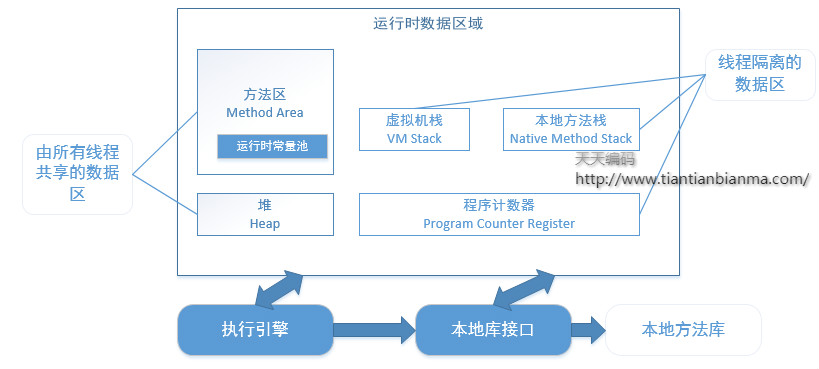 运行时数据区域
方法区
Method Area
运行时常量池
虚拟机栈
VM Stack
本地方法栈
Native Method Stack
线程隔离的
数据区
由所有线程
共享的数据
区
天天编码
http://www.tiantianbianma.com/
堆
Heap
程序计数器
Program Counter Register
执行引擎
本地库接口
本地方法库